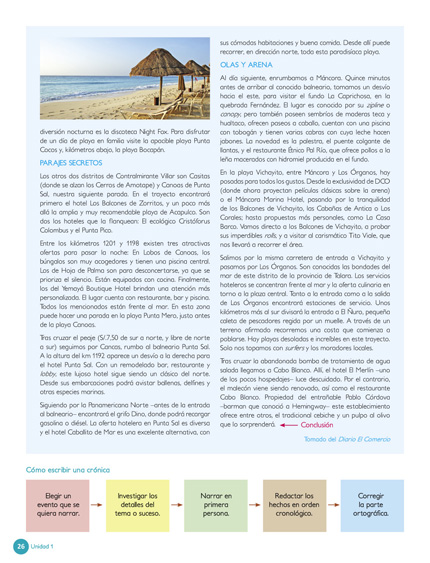 diversión nocturna es la discoteca Night Fox. Para disfrutar
de un día de playa en familia visite la apacible playa Punta
Cocos y, kilómetros abajo, la playa Bocapán.
PARAJES SECRETOS
Los otros dos distritos de Contralmirante Villar son Casitas
(donde se alzan los Cerros de Amotape) y Canoas de Punta
Sal, nuestra siguiente parada. En el trayecto encontrará
primero el hotel Los Balcones de Zorritos, y un poco más
allá la amplia y muy recomendable playa de Acapulco. Son
dos los hoteles que la flanquean: El ecológico Cristóforus
Columbus y el Punta Pico.
Entre los kilómetros 1201 y 1198 existen tres atractivas
ofertas para pasar la noche: En Lobos de Canoas, los
búngalos son muy acogedores y tienen una piscina central.
Los de Hoja de Palma son para desconcertarse, ya que se
prioriza el silencio. Están equipados con cocina. Finalmente,
los del Yemayá Boutique Hotel brindan una atención más
personalizada. El lugar cuenta con restaurante, bar y piscina.
Todos los mencionados están frente al mar. En esta zona
puede hacer una parada en la playa Punta Mero, justo antes
de la playa Canoas.
Tras cruzar el peaje (S/.7,50 de sur a norte, y libre de norte
a sur) seguimos por Cancas, rumbo al balneario Punta Sal.
A la altura del km 1192 aparece un desvío a la derecha para
el hotel Punta Sal. Con un remodelado bar, restaurante y
lobby, este lujoso hotel sigue siendo un clásico del norte.
Desde sus embarcaciones podrá avistar ballenas, delfines y
otras especies marinas.
Siguiendo por la Panamericana Norte –antes de la entrada
al balneario– encontrará el grifo Dino, donde podrá recargar
gasolina o diésel. La oferta hotelera en Punta Sal es diversa
y el hotel Caballito de Mar es una excelente alternativa, con
sus cómodas habitaciones y buena comida. Desde allí puede
recorrer, en dirección norte, toda esta paradisíaca playa.
OLAS Y ARENA
Al día siguiente, enrumbamos a Máncora. Quince minutos
antes de arribar al conocido balneario, tomamos un desvío
hacia el este, para visitar el fundo La Caprichosa, en la
quebrada Fernández. El lugar es conocido por su zipline o
canopy, pero también poseen sembríos de maderas teca y
hualtaco, ofrecen paseos a caballo, cuentan con una piscina
con tobogán y tienen varias cabras con cuya leche hacen
jabones. La novedad es la palestra, el puente colgante de
llantas, y el restaurante Étnico Pal Río, que ofrece pollos a la
leña macerados con hidromiel producida en el fundo.
En la playa Vichayito, entre Máncora y Los Órganos, hay
posadas para todos los gustos. Desde la exclusividad de DCO
(donde ahora proyectan películas clásicas sobre la arena)
o el Máncora Marina Hotel, pasando por la tranquilidad
de los Balcones de Vichayito, las Cabañas de Antica o Los
Corales; hasta propuestas más personales, como La Casa
Barco. Vamos directo a los Balcones de Vichayito, a probar
sus imperdibles rolls y a visitar al carismático Tito Viale, que
nos llevará a recorrer el área.
Salimos por la misma carretera de entrada a Vichayito y
pasamos por Los Órganos. Son conocidas las bondades del
mar de este distrito de la provincia de Talara. Los servicios
hoteleros se concentran frente al mar y la oferta culinaria en
torno a la plaza central. Tanto a la entrada como a la salida
de Los Órganos encontrará estaciones de servicio. Unos
kilómetros más al sur divisará la entrada a El Ñuro, pequeña
caleta de pescadores regida por un muelle. A través de un
terreno afirmado recorremos una costa que comienza a
poblarse. Hay playas desoladas e increíbles en este trayecto.
Solo nos topamos con surfers y los moradores locales.
Tras cruzar la abandonada bomba de tratamiento de agua
salada llegamos a Cabo Blanco. Allí, el hotel El Merlín –uno
de los pocos hospedajes– luce descuidado. Por el contrario,
el malecón viene siendo renovado, así como el restaurante
Cabo Blanco. Propiedad del entrañable Pablo Córdova
–barman que conoció a Hemingway– este establecimiento
ofrece entre otros, el tradicional cebiche y un pulpo al olivo
que lo sorprenderá. Conclusión
Tomado del Diario El Comercio
Cómo escribir una crónica
Elegir un
evento que se
quiera narrar.
Investigar los
detalles del
tema o suceso.
Narrar en
primera
persona.
Redactar los
hechos en orden
cronológico.
Corregir
la parte
ortográfica.
26 Unidad 1